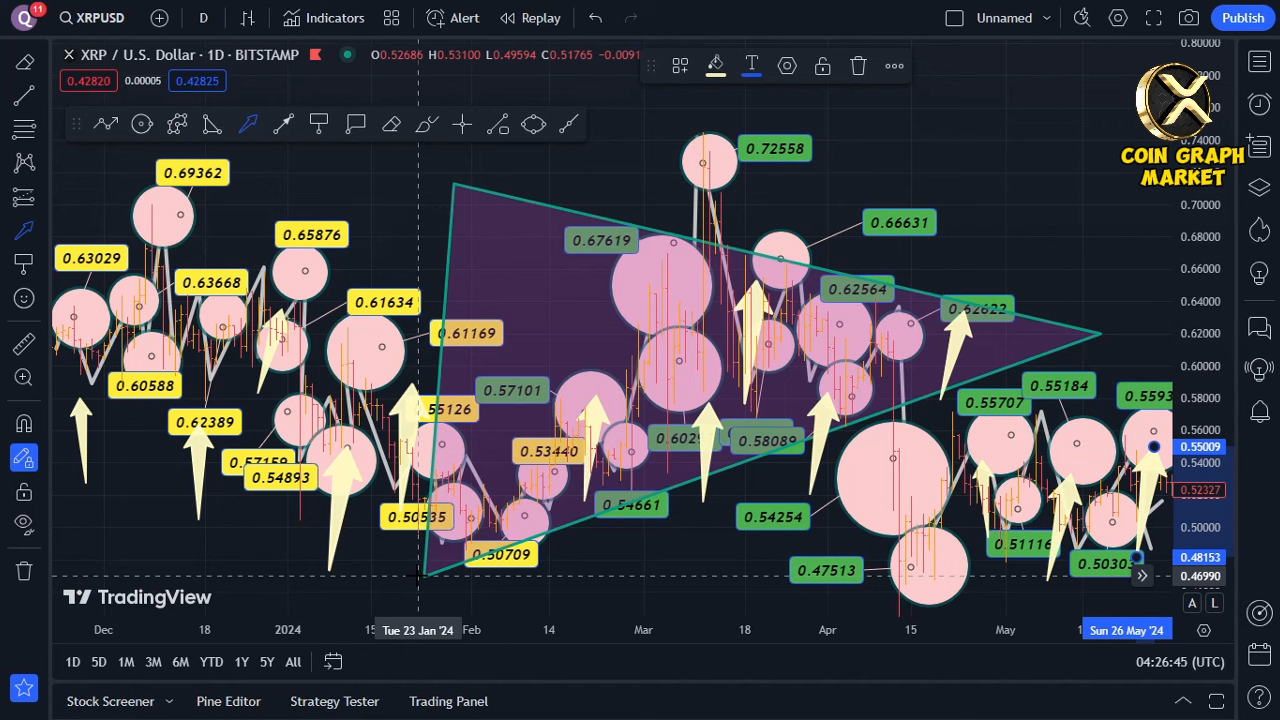 Q
11
XRPUSD
D
Indicators
Alert
Replay
Unnamed
Publish
XRP / U.S. Dollar · 1D · BITSTAMP
O0.52686 H0.53100 L0.49594 C0.51765 -0.0091
0.42820
0.00005
0.42825
T
COIN GRAPH
MARKET
0.80000
0.74000
0.70000
0.68000
0.66000
0.64000
0.62000
0.60000
0.58000
0.56000
0.55009
0.54000
0.52327
0.50000
0.48153
0.46990
0.69362
0.72558
0.65876
0.67619
0.66631
0.63029
0.63668
0.61634
0.62564
0.62622
0.61169
0.60588
0.57101
0.55184
0.5593
0.62389
55126
0.55707
0.58089
0.57159
0.53440
0.54893
0.50535
0.54661
0.54254
0.50709
0.51116
0.47513
0.50303
TradingView
A
L
Dec
18
2024
15
Tue 23 Jan '24
Feb
14
Mar
18
Apr
15
May
Sun 26 May '24
1D
5D
1M
3M
6M
YTD
1Y
5Y
All
04:26:45 (UTC)
Stock Screener
Pine Editor
Strategy Tester
Trading Panel